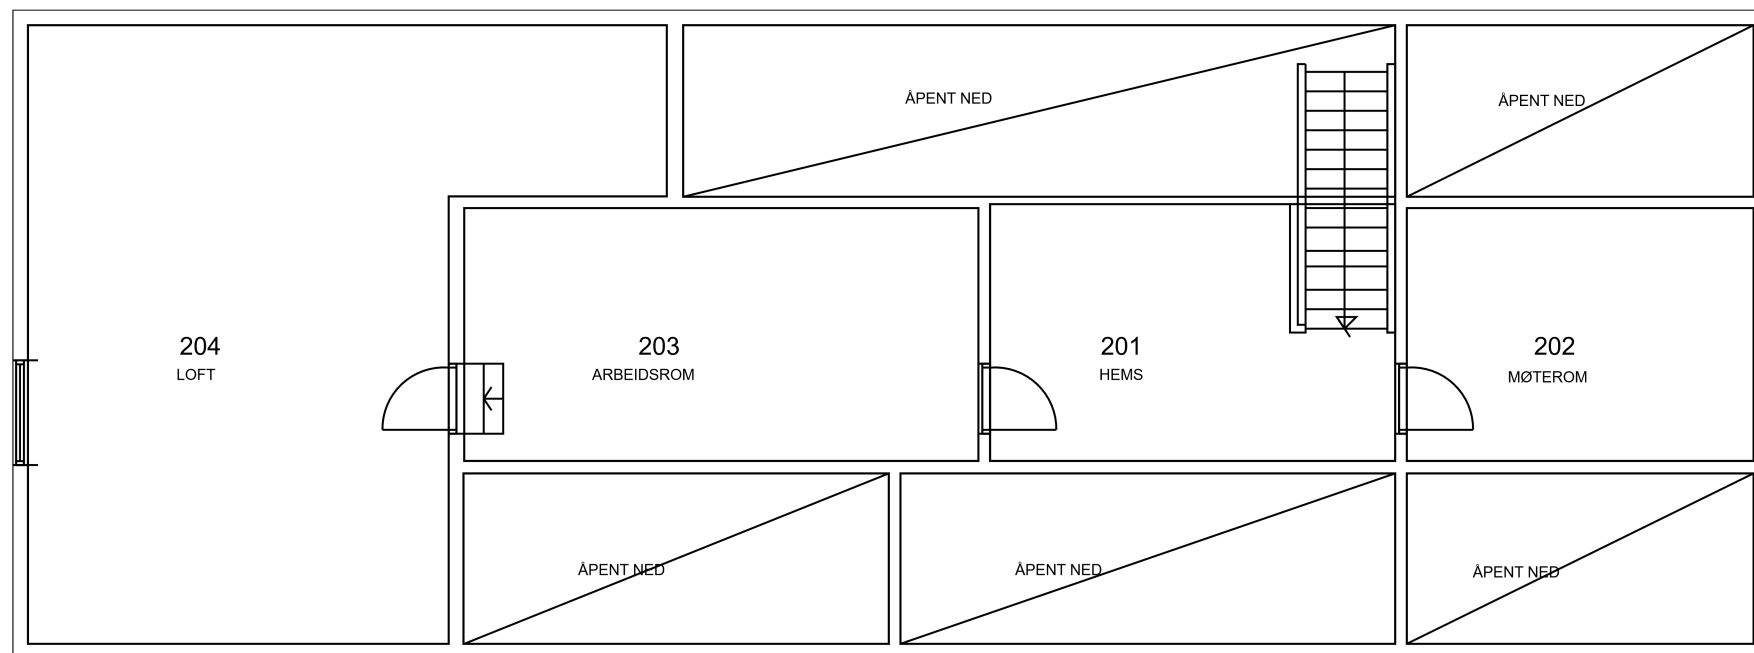 ÅPENT NED
ÅPENT NED
204
LOFT
203
ARBEIDSROM
201
HEMS
202
MØTEROM
ÅPENT NED
ÅPENT NED
ÅPENT NED